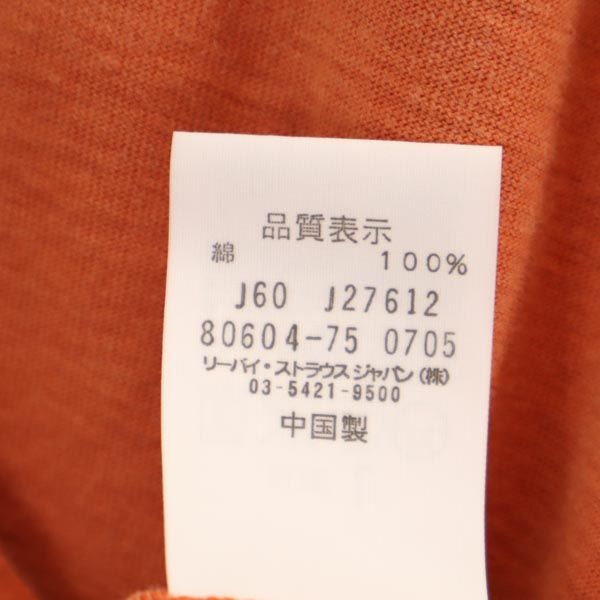 品質表示
綿 100%
J60 J27612
80604-75 0705
リーバイ・ストラウス ジャパン(株)
03-5421-9500
中国製